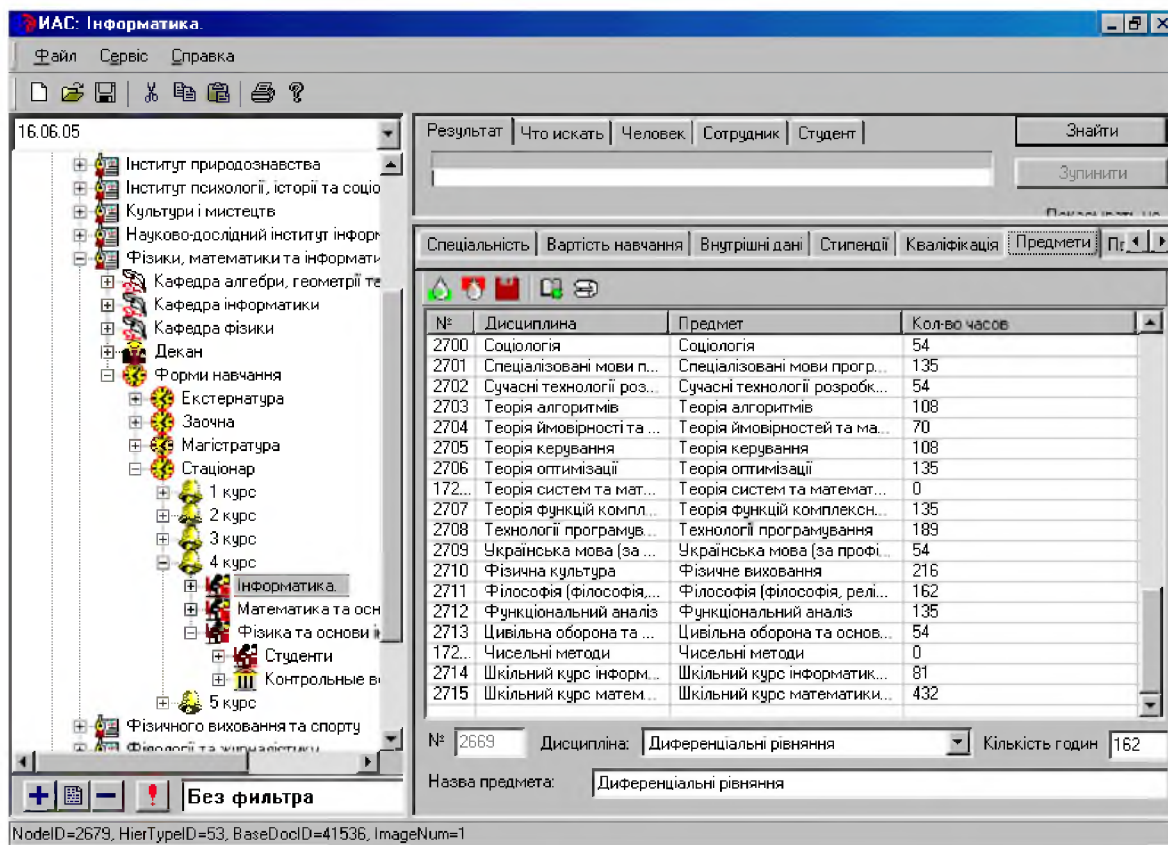 ИАС: Інформатика.
Файл Сервіс Справка
16.06.05
Інститут природознавства
Інститут психології, історії та соціо
Культури і мистецтв
Науково-дослідний інститут інформ
Фізики, математики та інформати
Кафедра алгебри, геометрії та
Кафедра інформатики
Кафедра фізики
Декан
Форми навчання
Екстернатура
Заочна
Магістратура
Стаціонар
1 курс
2 курс
3 курс
4 курс
Інформатика.
Математика та осн
Фізика та основи ін
Студенти
Контрольные в
5 курс
Фізичного виховання та спорту
Філології та журналістики
Без фильтра
Результат Что искать Человек Сотрудник Студент
Знайти
Зупинити
Показывать не
Спеціальність Вартість навчання Внутрішні дані Стипендії Кваліфікація Предмети
№ Дисциплина Предмет Кол-во часов
2700 Соціологія Соціологія 54
2701 Спеціалізовані мови п... Спеціалізовані мови прогр... 135
2702 Сучасні технології роз... Сучасні технології розробк... 54
2703 Теорія алгоритмів Теорія алгоритмів 108
2704 Теорія ймовірності та ... Теорія ймовірностей та ма... 70
2705 Теорія керування Теорія керування 108
2706 Теорія оптимізації Теорія оптимізації 135
172... Теорія систем та мат... Теорія систем та математ... 0
2707 Теорія функцій компл... Теорія функцій комплексн... 135
2708 Технології програмув... Технології програмування 189
2709 Українська мова (за ... Українська мова (за профі... 54
2710 Фізична культура Фізичне виховання 216
2711 Філософія (філософія,... Філософія (філософія, релі... 162
2712 Функціональний аналіз Функціональний аналіз 135
2713 Цивільна оборона та ... Цивільна оборона та основ... 54
172... Чисельні методи Чисельні методи 0
2714 Шкільний курс інформ... Шкільний курс інформатик... 81
2715 Шкільний курс матем... Шкільний курс математики... 432
№ 2669 Дисципліна: Диференціальні рівняння Кількість годин 162
Назва предмета: Диференціальні рівняння
NodeID=2679, HierTypeID=53, BaseDocID=41536, ImageNum=1